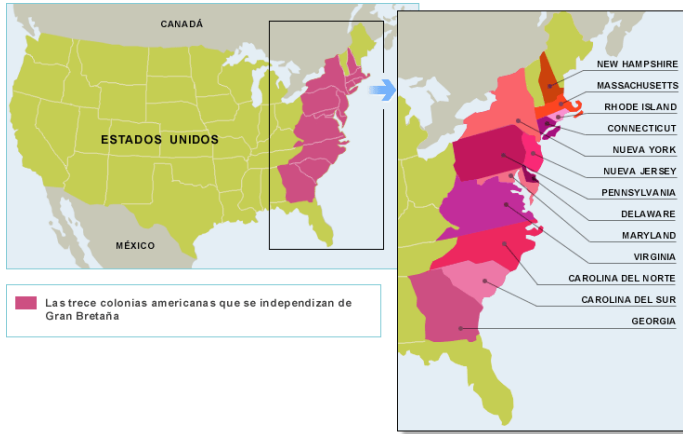 CANADÁ
ESTADOS UNIDOS
MÉXICO
Las trece colonias americanas que se independizan de
Gran Bretaña
NEW HAMPSHIRE
MASSACHUSETTS
RHODE ISLAND
CONNECTICUT
NUEVA YORK
NUEVA JERSEY
PENNSYLVANIA
DELAWARE
MARYLAND
VIRGINIA
CAROLINA DEL NORTE
CAROLINA DEL SUR
GEORGIA